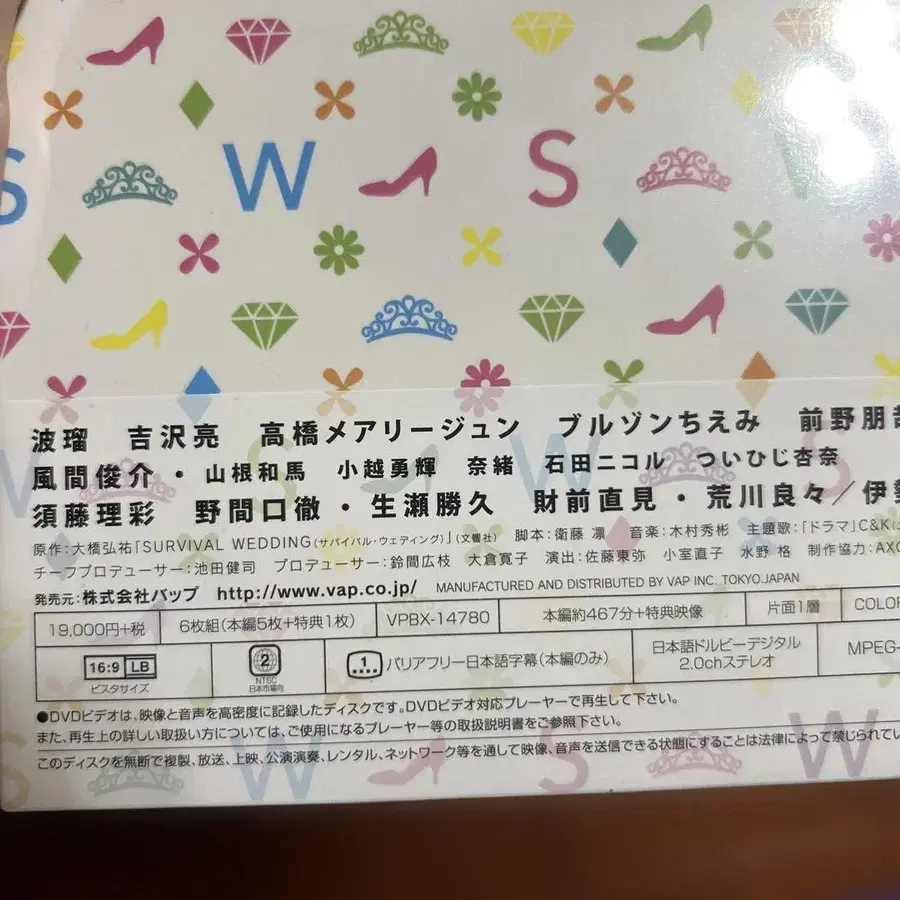 S W S W
波瑠 吉沢亮 高橋メアリージュン ブルゾンちえみ 前野朋哉
風間俊介・山根和馬 小越勇輝 奈緒 石田ニコル ついひじ杏奈
須藤理彩 野間口徹・生瀬勝久 財前直見・荒川良々/伊勢
原作:大橋弘祐「SURVIVAL WEDDING(サバイバル・ウェディング)」(文響社) 脚本:衛藤 凛 音楽:木村秀彬 主題歌:「ドラマ」C&K(
チーフプロデューサー:池田健司 プロデューサー:鈴間広枝 大倉寛子 演出:佐藤東弥 小室直子 水野 格 制作協力:AXO
発売元:株式会社バップ http://www.vap.co.jp/ MANUFACTURED AND DISTRIBUTED BY VAP INC. TOKYO.JAPAN
19,000円+税 6枚組(本編5枚+特典1枚) VPBX-14780 本編約467分+特典映像 片面1層 COLOR
16:9 LB ビスタサイズ 2 NTSC 日本市場向 1 バリアフリー日本語字幕(本編のみ) 日本語ドルビーデジタル 2.0chステレオ MPEG-
●DVDビデオは、映像と音声を高密度に記録したディスクです。DVDビデオ対応プレーヤーで再生して下さい。
また、再生上の詳しい取扱い方については、ご使用になるプレーヤー等の取扱説明書をご参照下さい。
このディスクを無断で複製、放送、上映、公演演奏、レンタル、ネットワーク等を通して映像、音声を送信できる状態にすることは法律によって禁じられてい
W S W